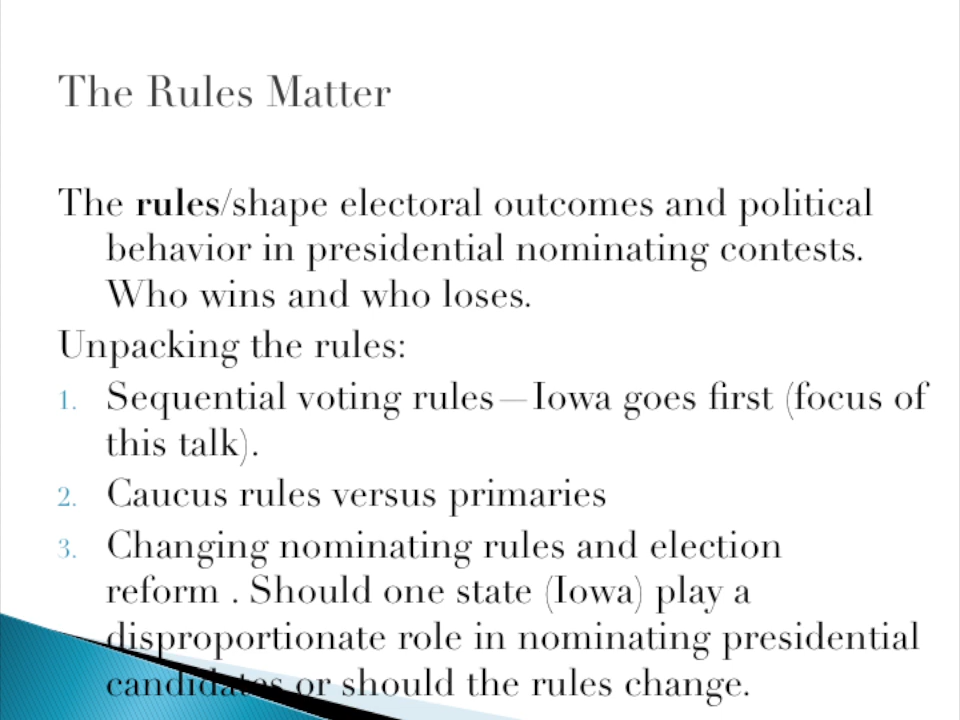 The Rules Matter
The rules/shape electoral outcomes and political
behavior in presidential nominating contests.
Who wins and who loses.
Unpacking the rules:
1. Sequential voting rules—Iowa goes first (focus of
this talk).
2. Caucus rules versus primaries
3. Changing nominating rules and election
reform . Should one state (Iowa) play a
disproportionate role in nominating presidential
candidates or should the rules change.